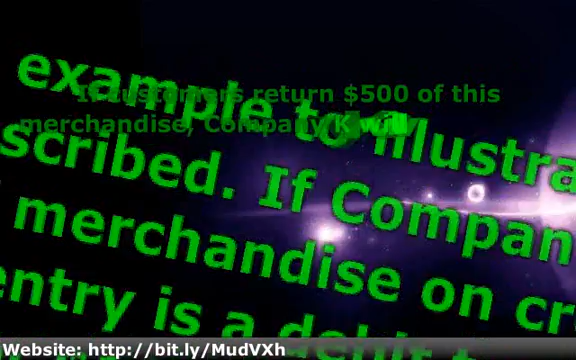 example to illustra
If customers return $500 of this
merchandise, Company K will
scribed. If Compan
merchandise on cr
entry is a debit t
Website: http://bit.ly/MudVXh